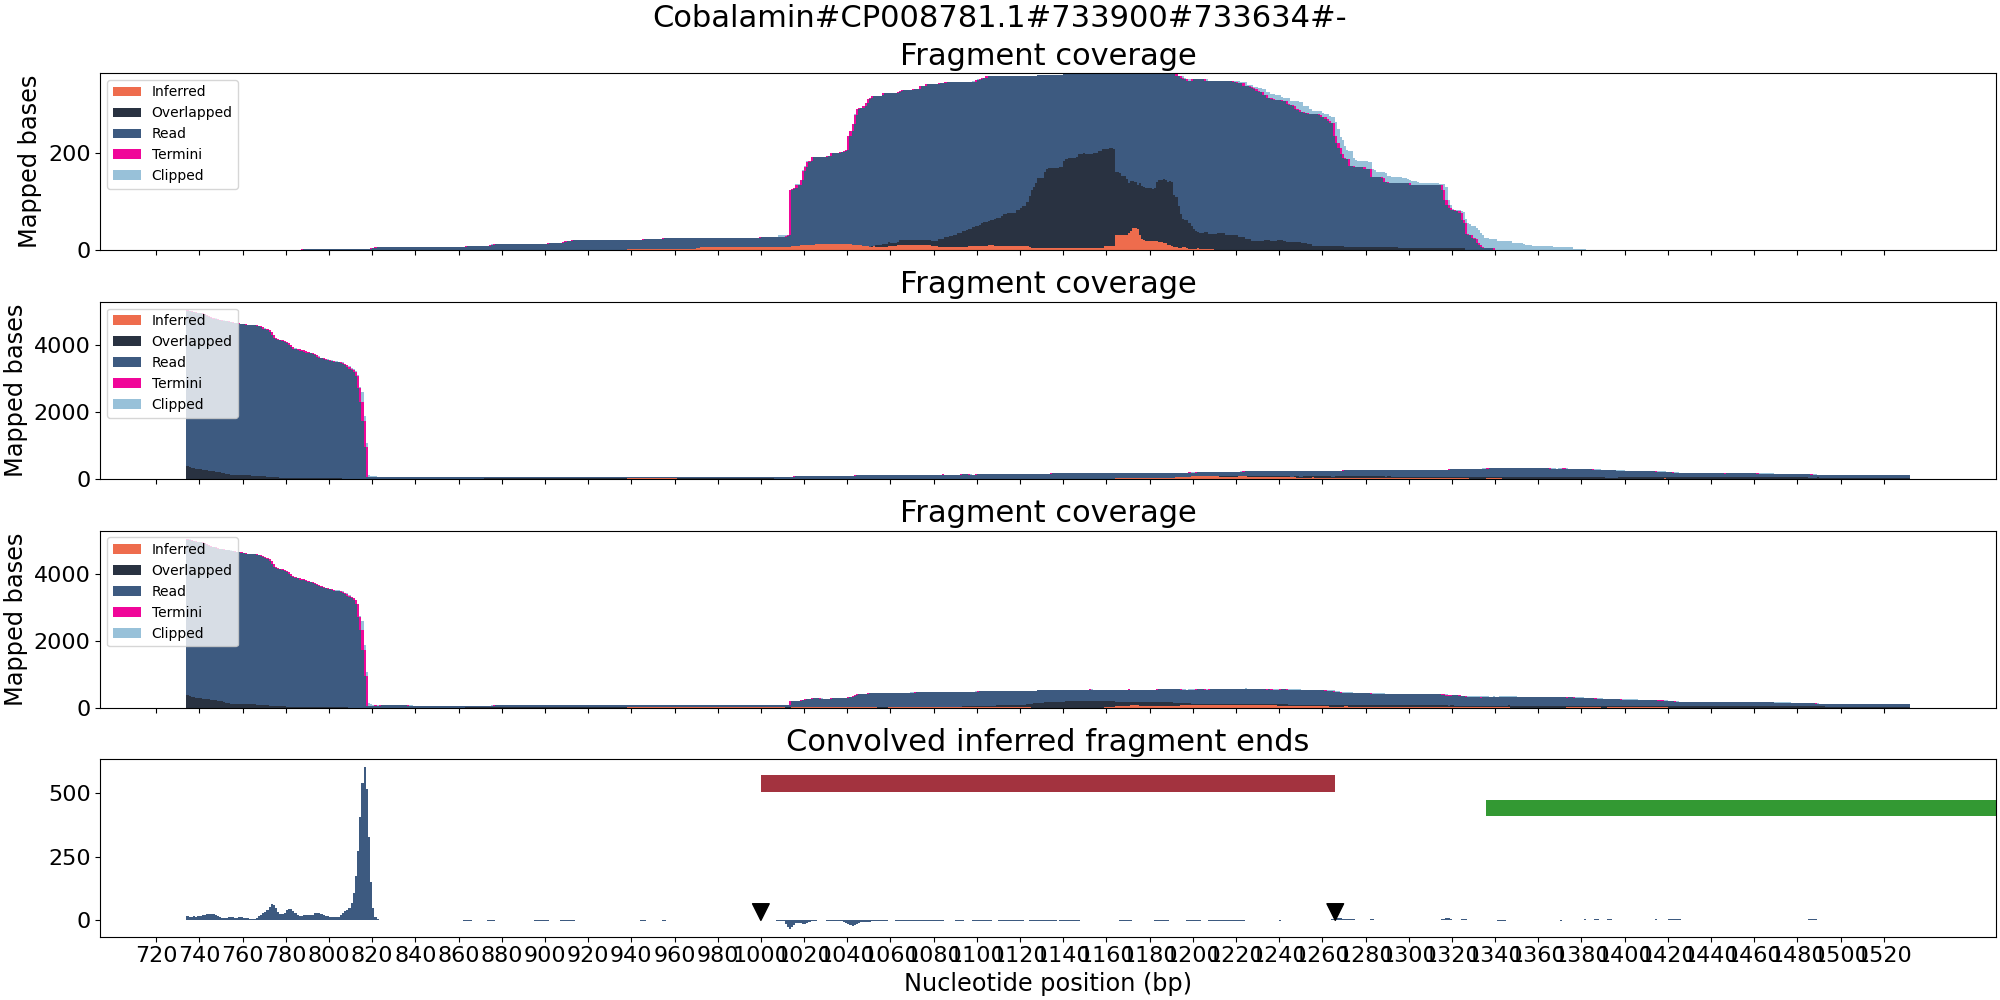 Cobalamin#CP008781.1#733900#733634#-
Fragment coverage
Mapped bases
200
0
Inferred
Overlapped
Read
Termini
Clipped
Fragment coverage
Mapped bases
4000
2000
0
Inferred
Overlapped
Read
Termini
Clipped
Fragment coverage
Mapped bases
4000
2000
0
Inferred
Overlapped
Read
Termini
Clipped
Convolved inferred fragment ends
500
250
0
720 740 760 780 800 820 840 860 880 900 920 940 960 980 1000 1020 1040 1060 1080 1100 1120 1140 1160 1180 1200 1220 1240 1260 1280 1300 1320 1340 1360 1380 1400 1420 1440 1460 1480 1500 1520
Nucleotide position (bp)